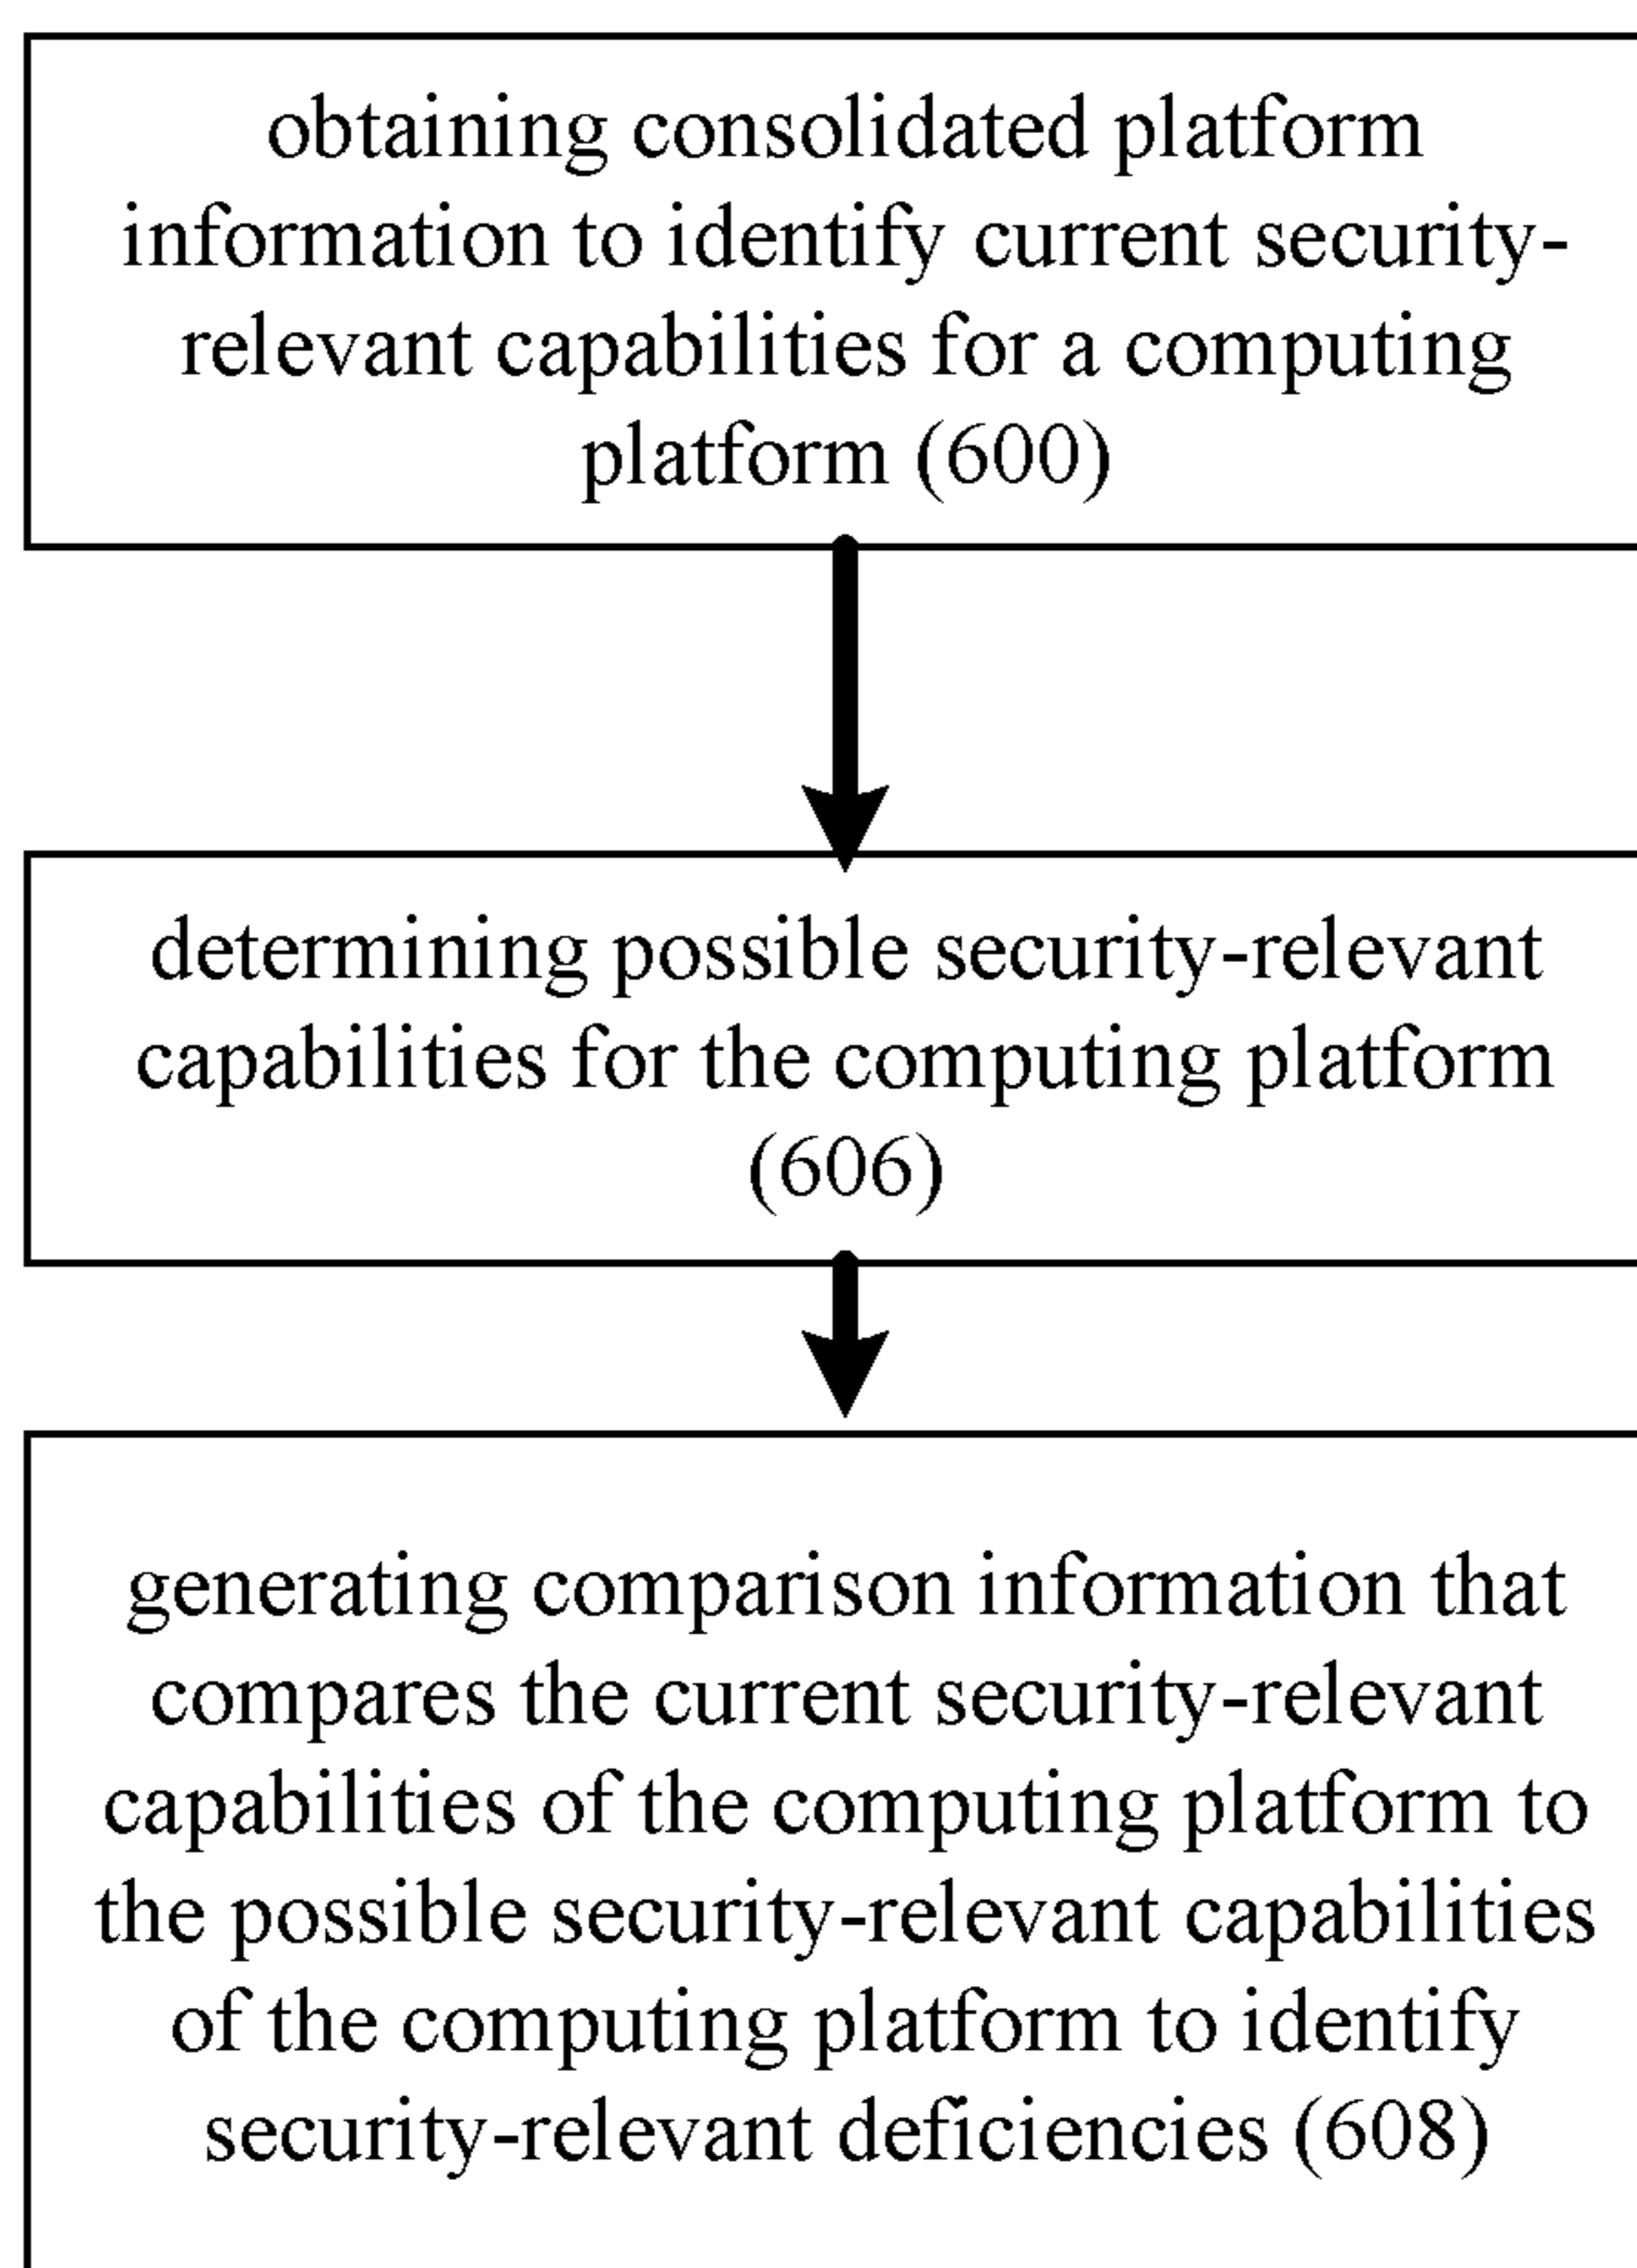 obtaining consolidated platform
information to identify current security-
relevant capabilities for a computing
platform (600)
determining possible security-relevant
capabilities for the computing platform
(606)
generating comparison information that
compares the current security-relevant
capabilities of the computing platform to
the possible security-relevant capabilities
of the computing platform to identify
security-relevant deficiencies (608)